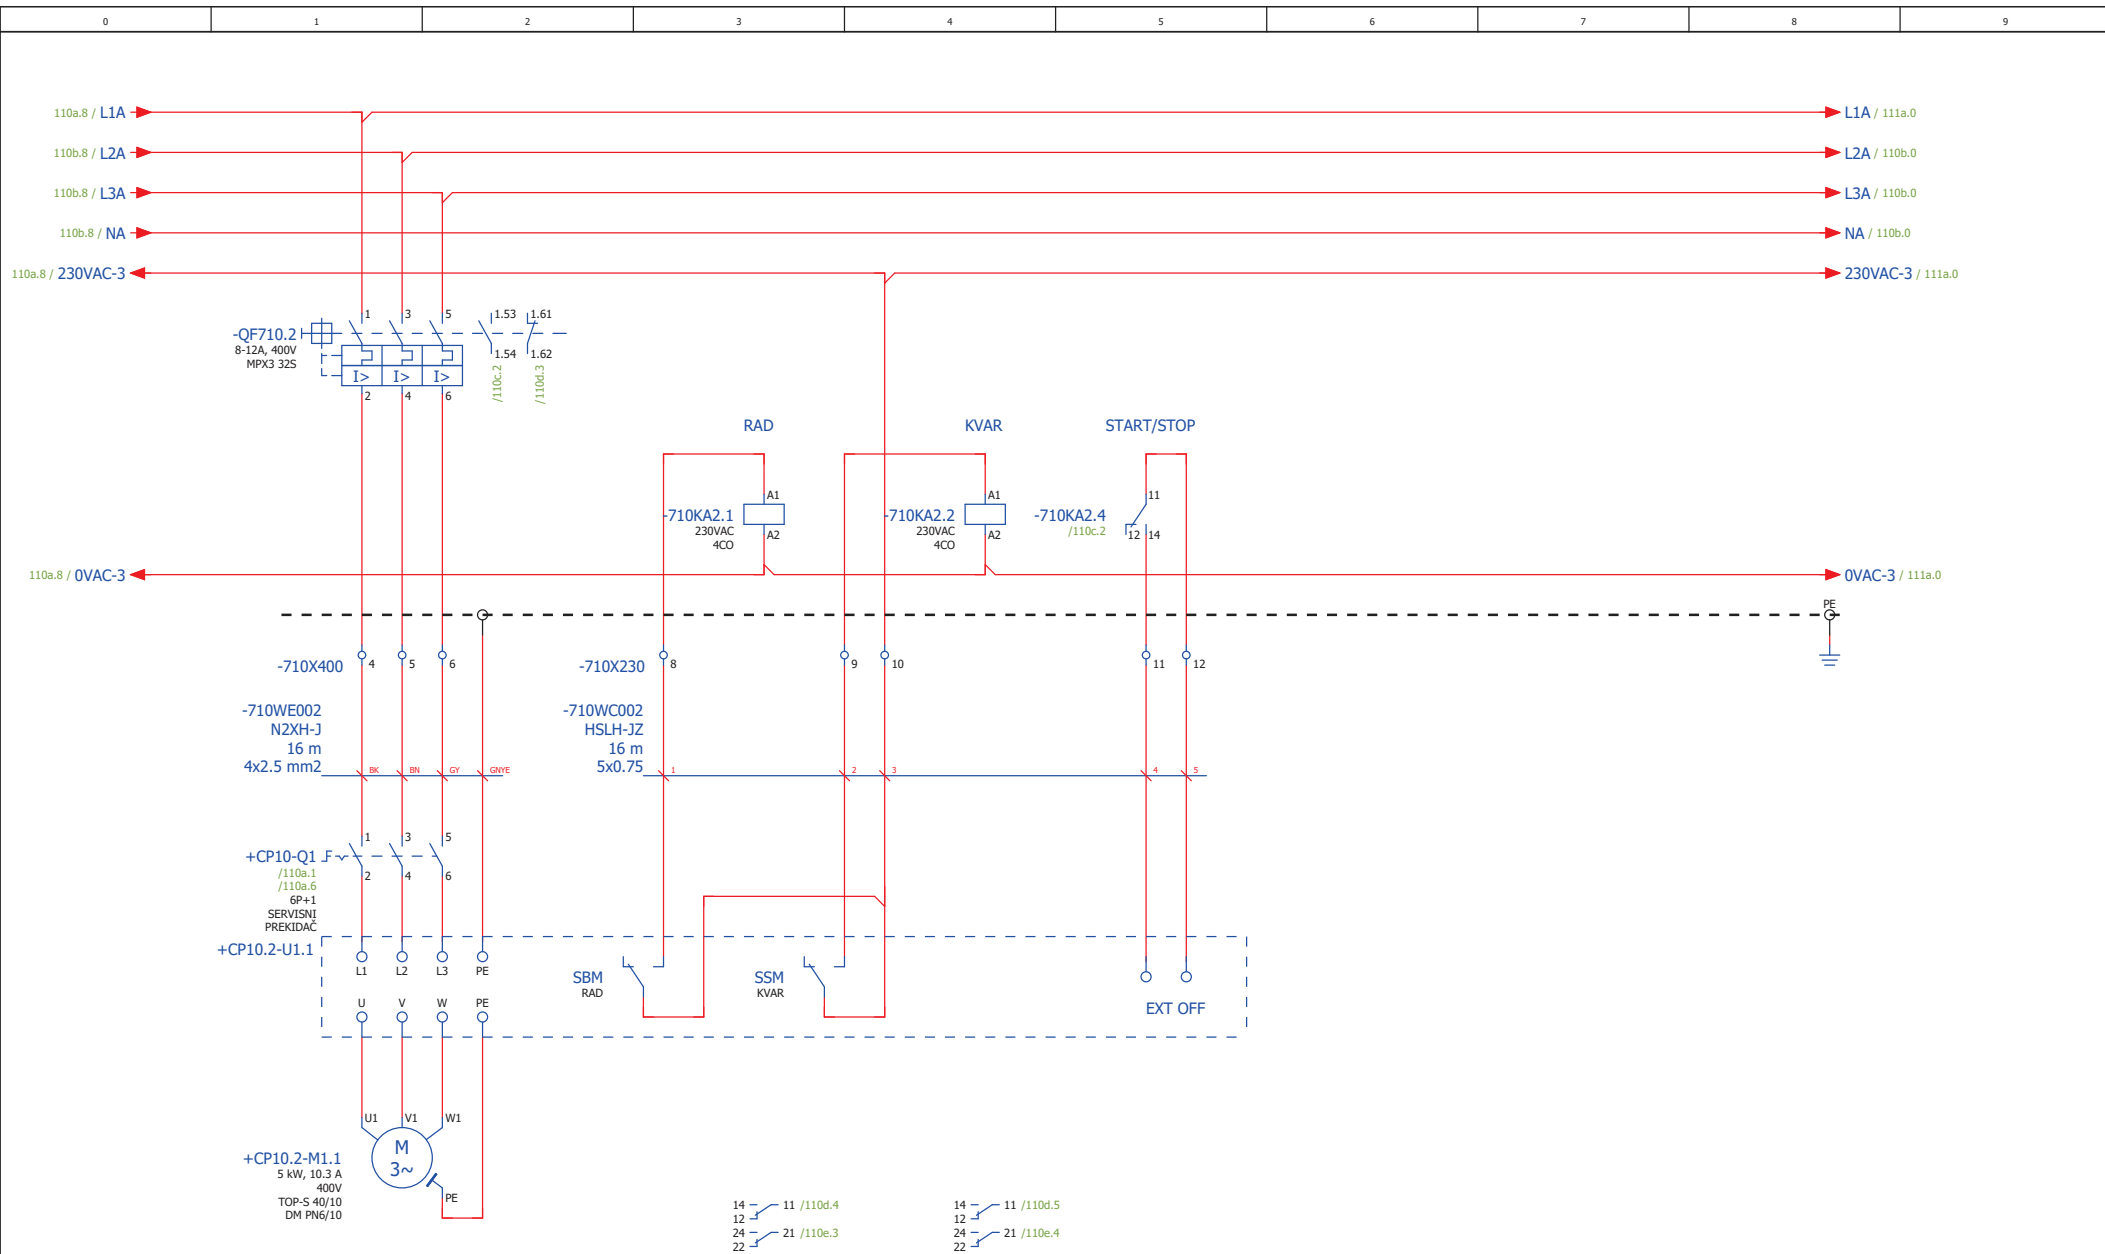 0 1 2 3 4 5 6 7 8 9
110a.8 / L1A L1A / 111a.0
110b.8 / L2A L2A / 110b.0
110b.8 / L3A L3A / 110b.0
110b.8 / NA NA / 110b.0
110a.8 / 230VAC-3 230VAC-3 / 111a.0
1 3 5 1.53 1.61
-QF710.2
8-12A, 400V
MPX3 32S
1.54 1.62
I> I> I>
2 4 6
/110c.2 /110d.3
RAD KVAR START/STOP
A1 A1 11
-710KA2.1 -710KA2.2 -710KA2.4
230VAC 230VAC /110c.2
4CO 4CO
A2 A2 12 14
110a.8 / 0VAC-3 0VAC-3 / 111a.0
PE
-710X400 4 5 6 -710X230 8 9 10 11 12
-710WE002 -710WC002
N2XH-J HSLH-JZ
16 m 16 m
4x2.5 mm2 5x0.75
BK BN GY GNYE 1 2 3 4 5
1 3 5
+CP10-Q1
/110a.1
/110a.6
2 4 6
6P+1
SERVISNI
PREKIDAČ
+CP10.2-U1.1
L1 L2 L3 PE
SBM SSM
RAD KVAR
U V W PE
EXT OFF
U1 V1 W1
M
3~
+CP10.2-M1.1
5 kW, 10.3 A
400V
TOP-S 40/10
DM PN6/10
PE
14 11 /110d.4 14 11 /110d.5
12 12
24 21 /110e.3 24 21 /110e.4
22 22